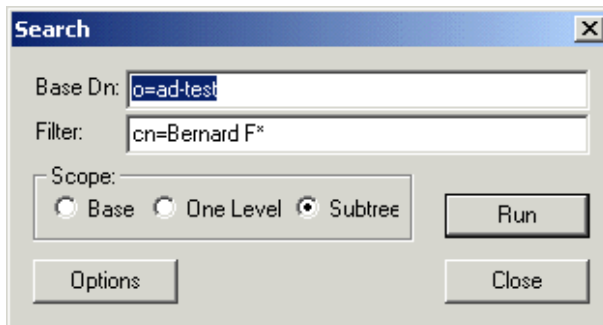 Search
Base Dn: o=ad-test
Filter: cn=Bernard F*
Scope:
Base One Level Subtree Run
Options Close